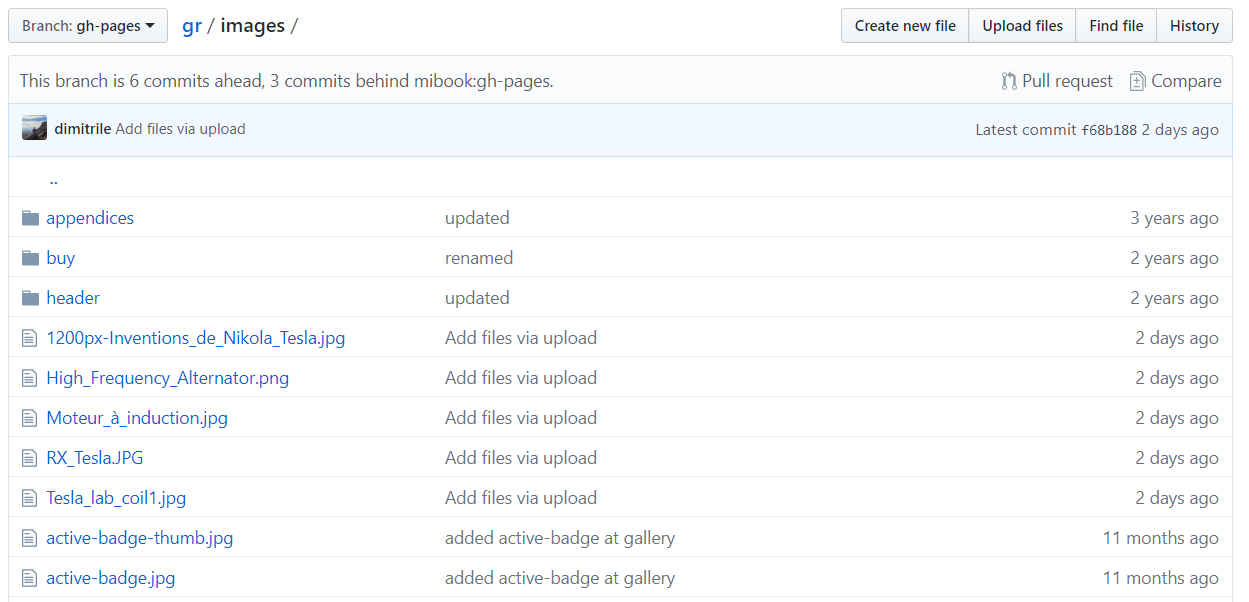 Branch: gh-pages gr / images / Create new file Upload files Find file History
This branch is 6 commits ahead, 3 commits behind mibook:gh-pages. Pull request Compare
dimitrile Add files via upload Latest commit f68b188 2 days ago
..
appendices updated 3 years ago
buy renamed 2 years ago
header updated 2 years ago
1200px-Inventions_de_Nikola_Tesla.jpg Add files via upload 2 days ago
High_Frequency_Alternator.png Add files via upload 2 days ago
Moteur_à_induction.jpg Add files via upload 2 days ago
RX_Tesla.JPG Add files via upload 2 days ago
Tesla_lab_coil1.jpg Add files via upload 2 days ago
active-badge-thumb.jpg added active-badge at gallery 11 months ago
active-badge.jpg added active-badge at gallery 11 months ago